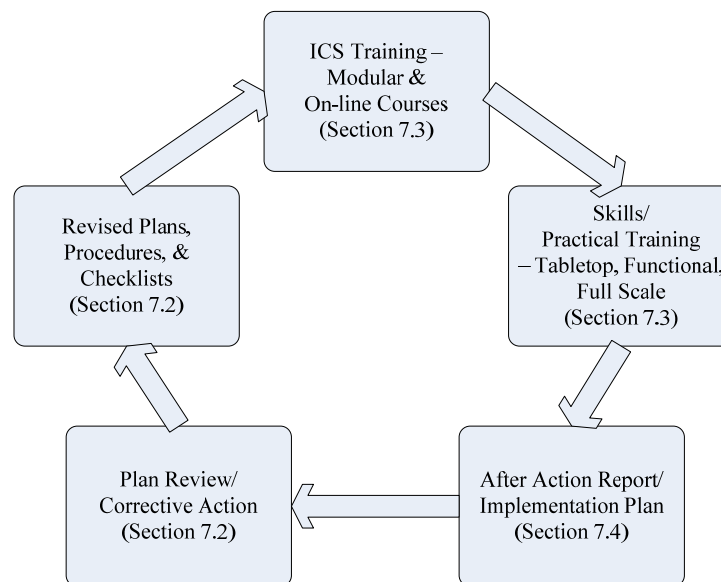 ICS Training –
Modular &
On-line Courses
(Section 7.3)
Skills/
Practical Training
– Tabletop, Functional,
Full Scale
(Section 7.3)
After Action Report/
Implementation Plan
(Section 7.4)
Plan Review/
Corrective Action
(Section 7.2)
Revised Plans,
Procedures, &
Checklists
(Section 7.2)